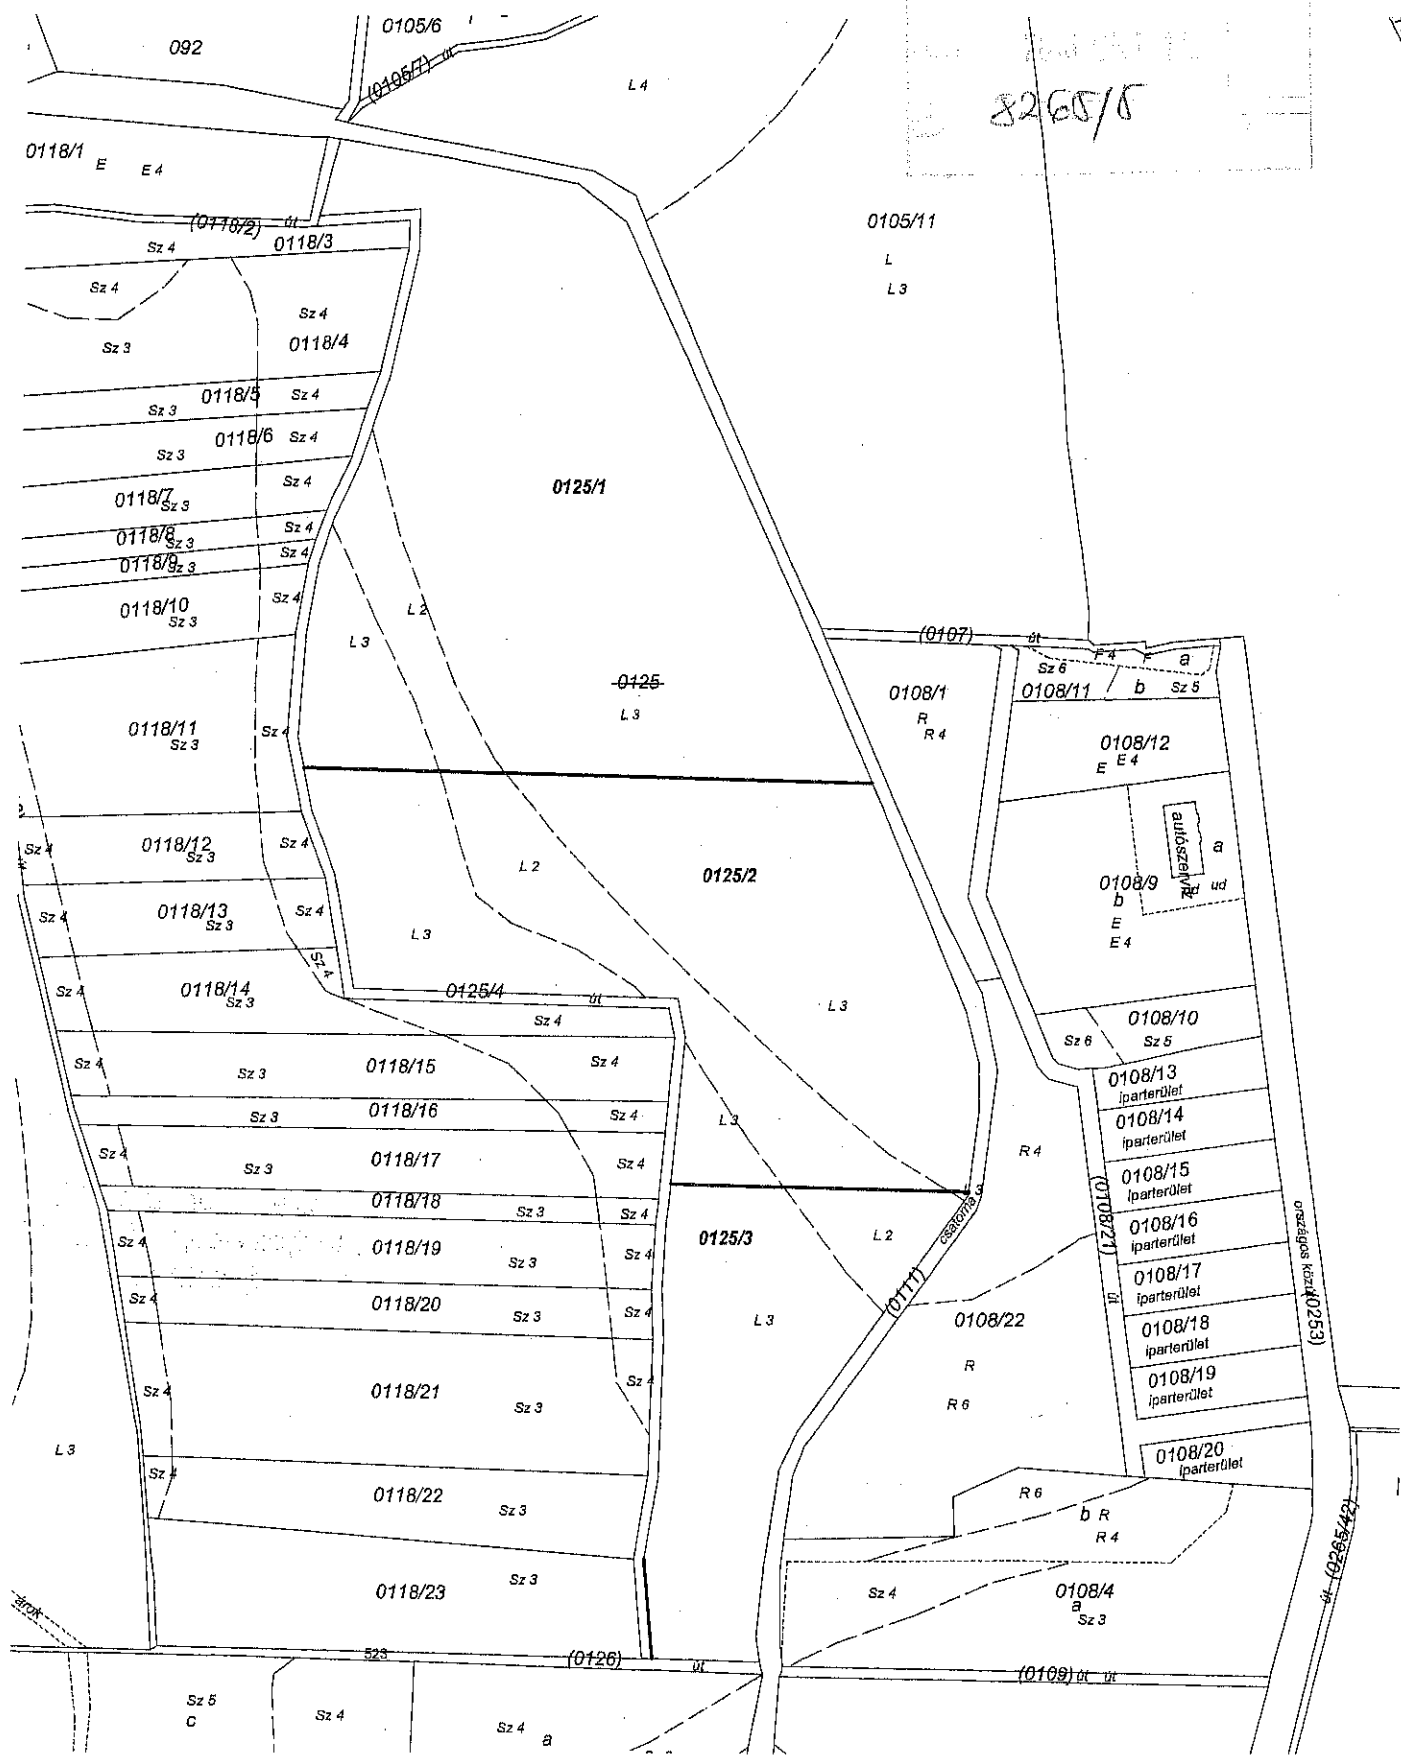 092
0105/6
(0105/7) út
L 4
8265/5
0118/1
E
E 4
(0118/2) út
0118/3
Sz 4
0105/11
L
L 3
Sz 4
Sz 4
0118/4
Sz 3
0118/5
Sz 4
Sz 3
0118/6
Sz 4
Sz 3
0118/7
Sz 3
Sz 4
0125/1
0118/8
Sz 3
Sz 4
0118/9
Sz 3
Sz 4
0118/10
Sz 3
Sz 4
L 2
L 3
0125
L 3
(0107) út
0108/1
R
R 4
Sz 6
F 4
F
a
0108/11
b
Sz 5
0118/11
Sz 3
Sz 4
0108/12
E
E 4
0118/12
Sz 3
Sz 4
Sz 4
L 2
0125/2
autószerviz
a
ud
ud
0108/9
b
E
E 4
0118/13
Sz 3
Sz 4
Sz 4
L 3
Sz 4
0118/14
Sz 3
Sz 4
0125/4
út
L 3
Sz 4
0108/10
Sz 6
Sz 5
Sz 4
Sz 3
0118/15
Sz 4
0108/13
iparterület
Sz 3
0118/16
Sz 4
L 3
0108/14
iparterület
Sz 4
Sz 3
0118/17
Sz 4
R 4
0108/15
iparterület
0118/18
Sz 3
Sz 4
csatorna
(0108/21)
út
0108/16
iparterület
országos közút
(0253)
Sz 4
0118/19
Sz 3
Sz 4
0125/3
L 2
0108/17
iparterület
Sz 4
0118/20
Sz 3
Sz 4
L 3
(0111)
0108/22
R
R 6
0108/18
iparterület
Sz 4
0118/21
Sz 3
Sz 4
0108/19
iparterület
L 3
0108/20
iparterület
Sz 4
0118/22
Sz 3
R 6
b R
R 4
út (0265/42)
0118/23
Sz 3
Sz 4
0108/4
a
Sz 3
árok
523
(0126)
út
(0109) út út
Sz 5
C
Sz 4
Sz 4
a